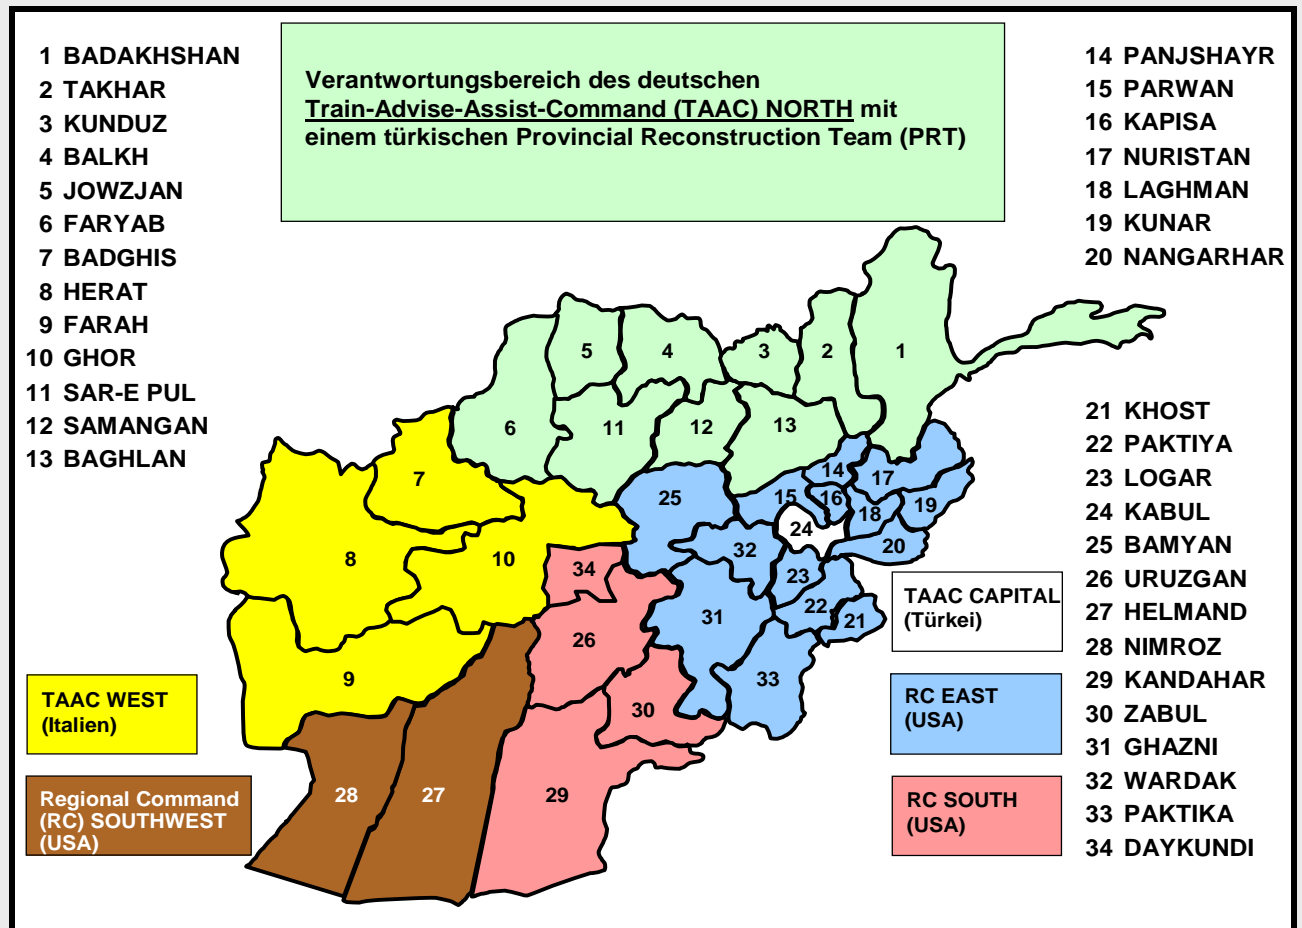 1 BADAKHSHAN
2 TAKHAR
3 KUNDUZ
4 BALKH
5 JOWZJAN
6 FARYAB
7 BADGHIS
8 HERAT
9 FARAH
10 GHOR
11 SAR-E PUL
12 SAMANGAN
13 BAGHLAN
Verantwortungsbereich des deutschen
Train-Advise-Assist-Command (TAAC) NORTH mit
einem türkischen Provincial Reconstruction Team (PRT)
14 PANJSHAYR
15 PARWAN
16 KAPISA
17 NURISTAN
18 LAGHMAN
19 KUNAR
20 NANGARHAR
21 KHOST
22 PAKTIYA
23 LOGAR
24 KABUL
25 BAMYAN
26 URUZGAN
27 HELMAND
28 NIMROZ
29 KANDAHAR
30 ZABUL
31 GHAZNI
32 WARDAK
33 PAKTIKA
34 DAYKUNDI
5
4
3
2
1
6
11
12
13
7
14
17
25
15
16
18
19
24
20
8
10
32
34
23
22
21
31
26
9
33
30
28
27
29
TAAC CAPITAL
(Türkei)
TAAC WEST
(Italien)
RC EAST
(USA)
Regional Command
(RC) SOUTHWEST
(USA)
RC SOUTH
(USA)